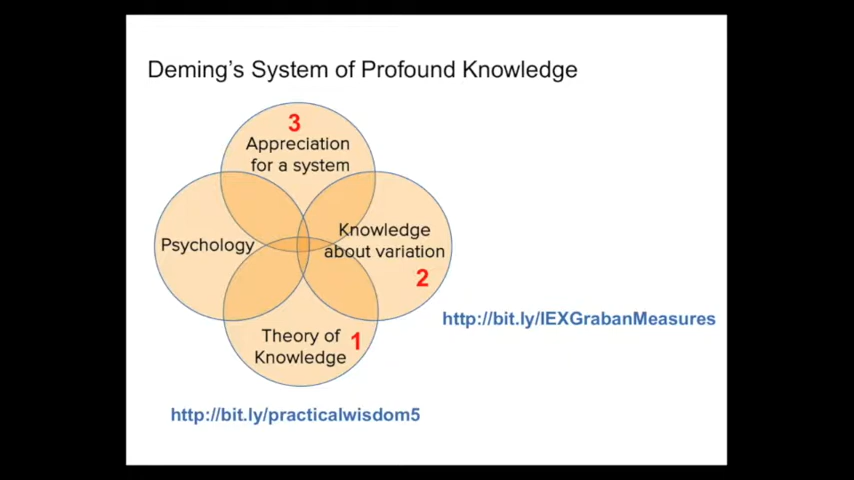 Deming's System of Profound Knowledge
3
Appreciation
for a system
Psychology
Knowledge
about variation
2
http://bit.ly/IEXGrabanMeasures
Theory of
Knowledge
1
http://bit.ly/practicalwisdom5